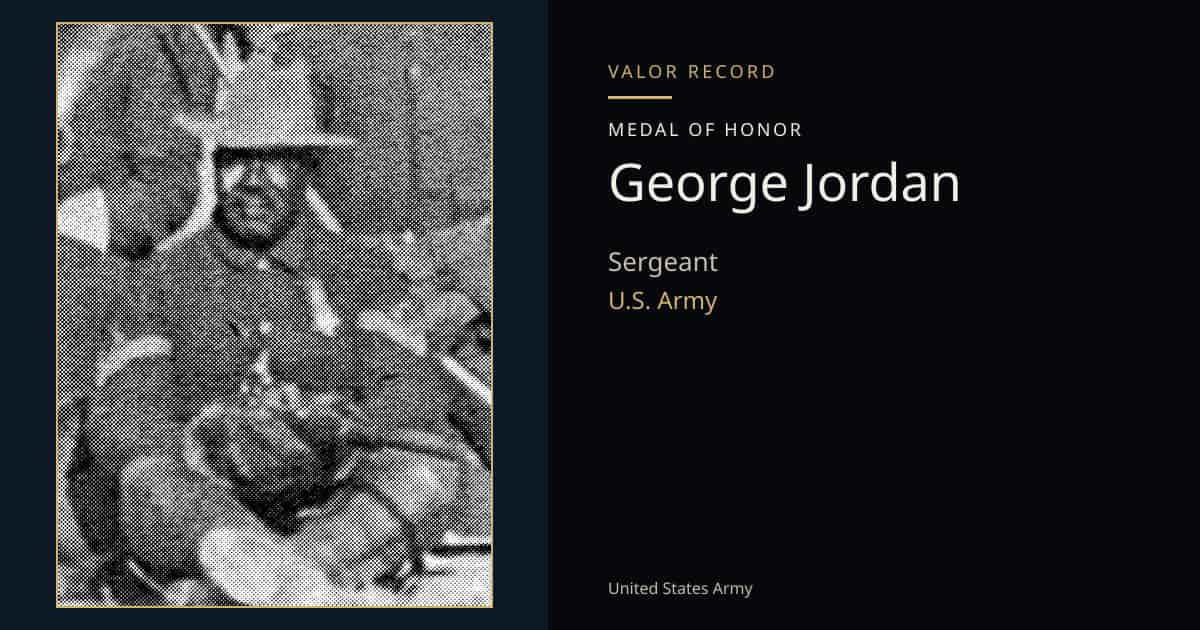 VALOR RECORD
MEDAL OF HONOR
George Jordan
Sergeant
U.S. Army
United States Army